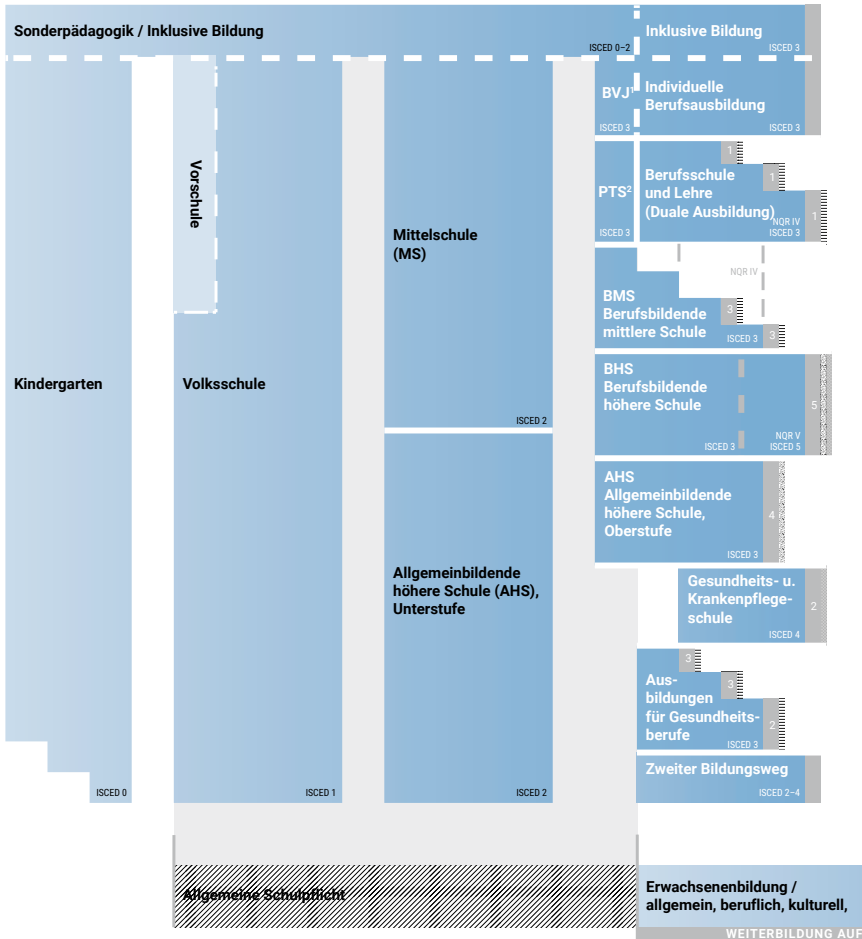 Sonderpädagogik / Inklusive Bildung
ISCED 0–2
Inklusive Bildung
ISCED 3
BVJ¹
ISCED 3
Individuelle
Berufsausbildung
ISCED 3
Vorschule
PTS²
ISCED 3
1
1
1
Berufsschule
und Lehre
(Duale Ausbildung)
NQR IV
ISCED 3
Mittelschule
(MS)
ISCED 2
NQR IV
BMS
Berufsbildende
mittlere Schule
ISCED 3
3
3
Kindergarten
ISCED 0
Volksschule
ISCED 1
BHS
Berufsbildende
höhere Schule
ISCED 3
NQR V
ISCED 5
5
AHS
Allgemeinbildende
höhere Schule,
Oberstufe
ISCED 3
4
Allgemeinbildende
höhere Schule (AHS),
Unterstufe
ISCED 2
Gesundheits- u.
Krankenpflege-
schule
ISCED 4
2
3
3
2
Aus-
bildungen
für Gesundheits-
berufe
ISCED 3
Zweiter Bildungsweg
ISCED 2–4
Allgemeine Schulpflicht
Erwachsenenbildung /
allgemein, beruflich, kulturell,
WEITERBILDUNG AUF